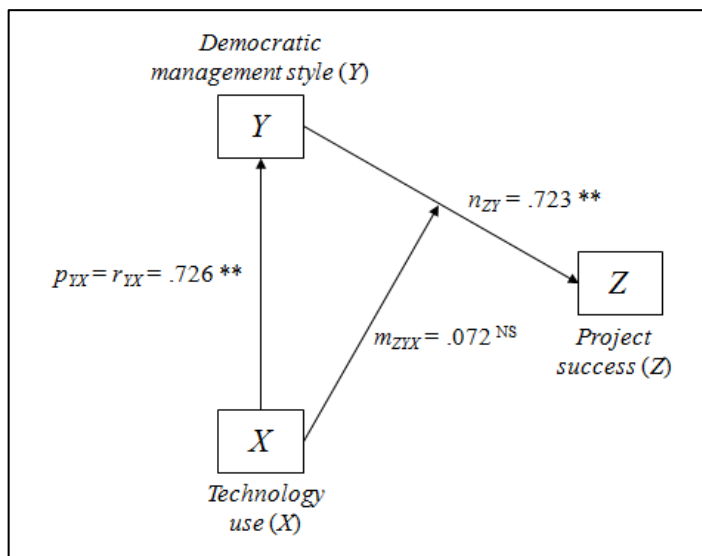 Democratic
management style (Y)
Y
n_ZY = .723 **
p_YX = r_YX = .726 **
Z
m_ZYX = .072 ^NS
Project
success (Z)
X
Technology
use (X)